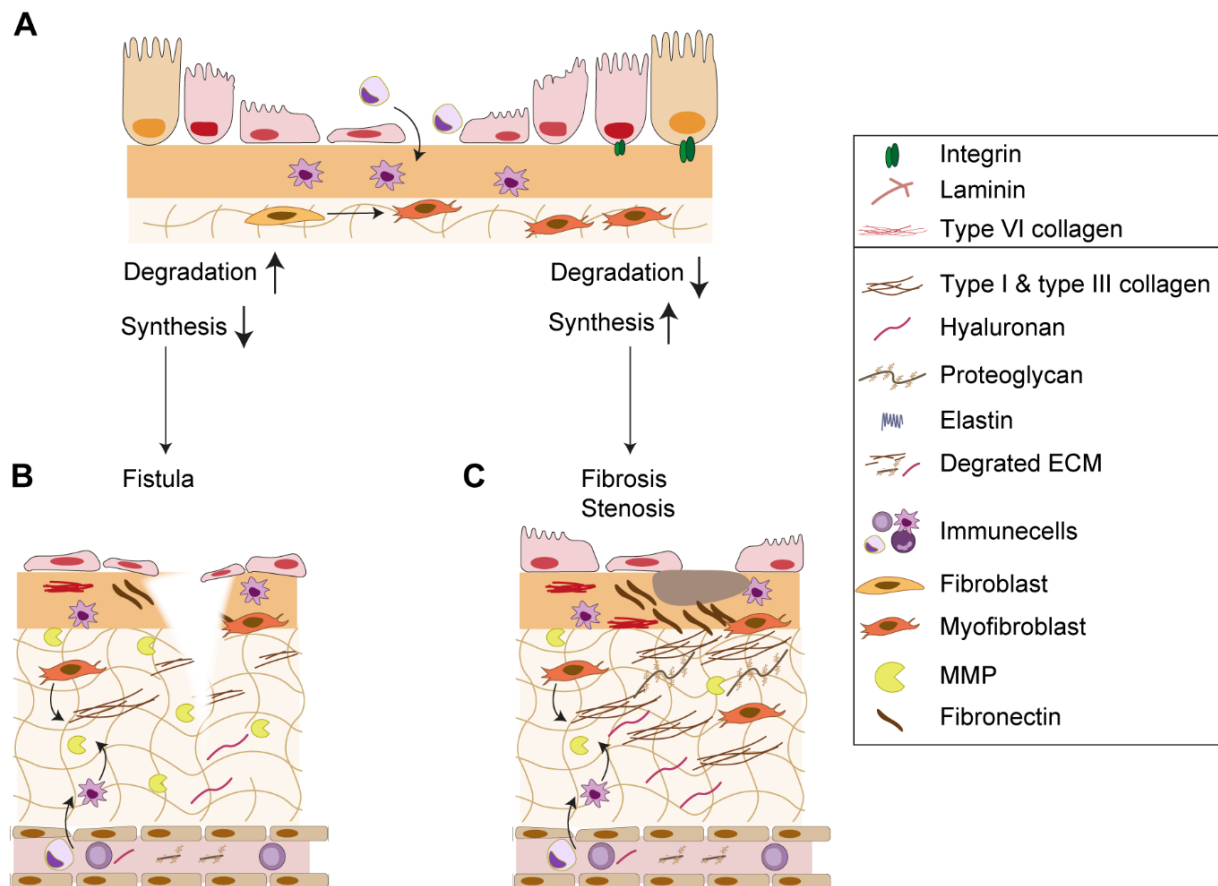 A
Degradation
Synthesis
Degradation
Synthesis
B
Fistula
C
Fibrosis
Stenosis
Integrin
Laminin
Type VI collagen
Type I & type III collagen
Hyaluronan
Proteoglycan
Elastin
Degrated ECM
Immunecells
Fibroblast
Myofibroblast
MMP
Fibronectin